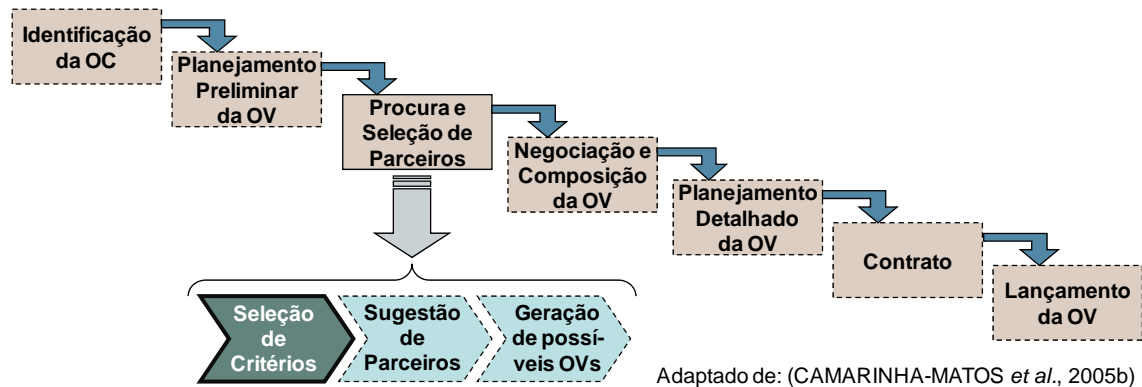 Identificação
da OC
Planejamento
Preliminar
da OV
Procura e
Seleção de
Parceiros
Negociação e
Composição
da OV
Planejamento
Detalhado
da OV
Contrato
Lançamento
da OV
Seleção
de
Critérios
Sugestão
de
Parceiros
Geração
de possí-
veis OVs
Adaptado de: (CAMARINHA-MATOS et al., 2005b)